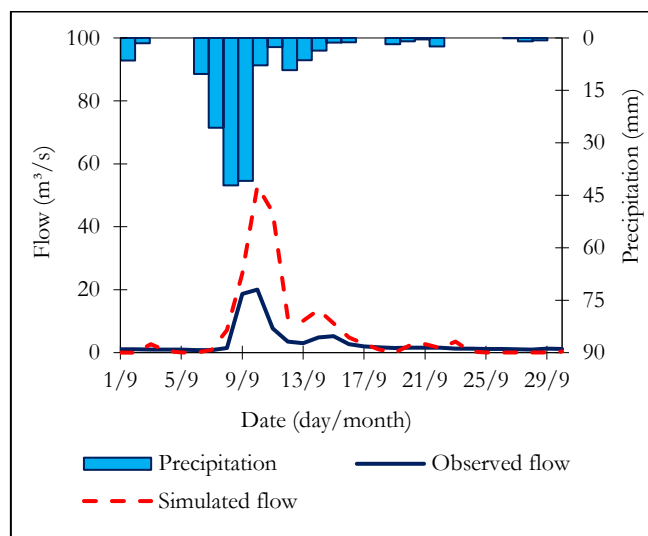 100
80
60
40
20
0
Flow (m³/s)
0
15
30
45
60
75
90
Precipitation (mm)
1/9 5/9 9/9 13/9 17/9 21/9 25/9 29/9
Date (day/month)
Precipitation Observed flow
Simulated flow